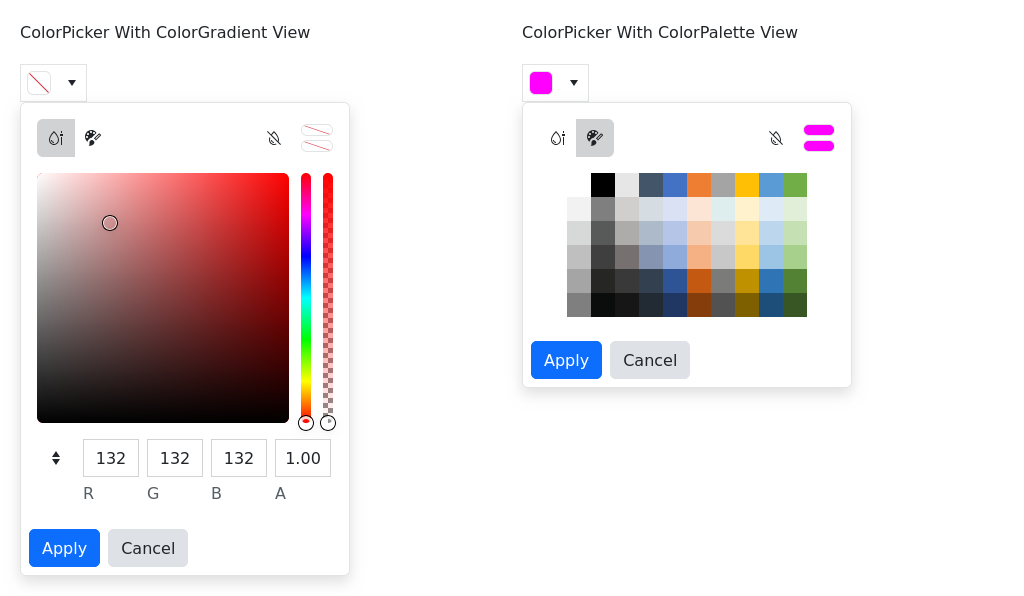 ColorPicker With ColorGradient View
132 132 132 1.00
R G B A
Apply Cancel
ColorPicker With ColorPalette View
Apply Cancel